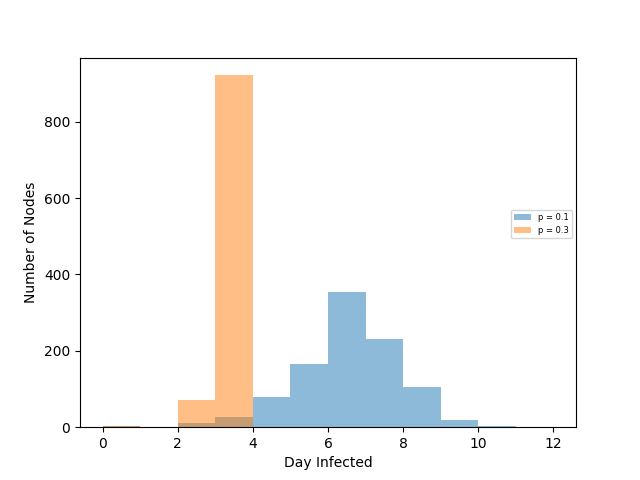 800
600
400
200
0
Number of Nodes
p = 0.1
p = 0.3
0 2 4 6 8 10 12
Day Infected